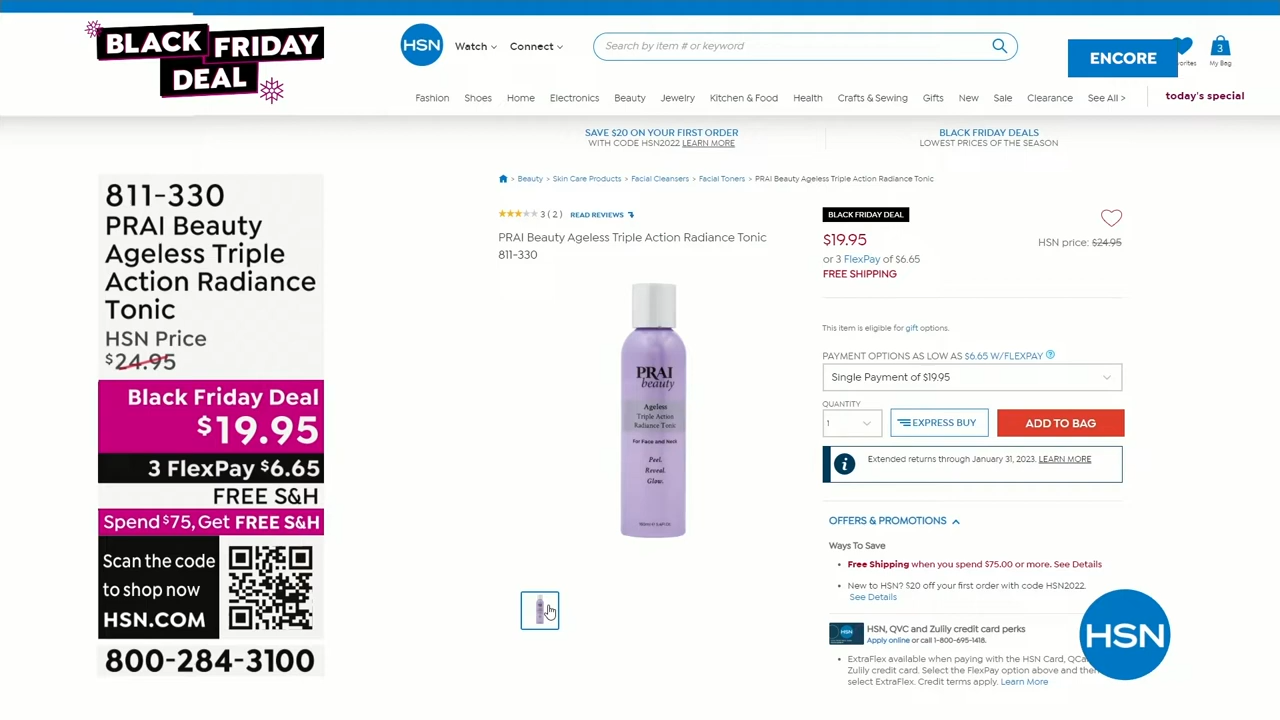 BLACK FRIDAY
DEAL
HSN
Watch
Connect
Search by item # or keyword
ENCORE
3
My Bag
Fashion
Shoes
Home
Electronics
Beauty
Jewelry
Kitchen & Food
Health
Crafts & Sewing
Gifts
New
Sale
Clearance
See All >
today's special
SAVE $20 ON YOUR FIRST ORDER
WITH CODE HSN2022 LEARN MORE
BLACK FRIDAY DEALS
LOWEST PRICES OF THE SEASON
811-330
PRAI Beauty
Ageless Triple
Action Radiance
Tonic
HSN Price
$24.95
Black Friday Deal
$19.95
3 FlexPay $6.65
FREE S&H
Spend $75, Get FREE S&H
Scan the code
to shop now
HSN.COM
800-284-3100
> Beauty > Skin Care Products > Facial Cleansers > Facial Toners > PRAI Beauty Ageless Triple Action Radiance Tonic
3 ( 2 ) READ REVIEWS
PRAI Beauty Ageless Triple Action Radiance Tonic
811-330
PRAI
beauty
Ageless
Triple Action
Radiance Tonic
For Face and Neck
Peel.
Reveal.
Glow.
BLACK FRIDAY DEAL
$19.95
HSN price: $24.95
or 3 FlexPay of $6.65
FREE SHIPPING
This item is eligible for gift options.
PAYMENT OPTIONS AS LOW AS $6.65 W/FLEXPAY ?
Single Payment of $19.95
QUANTITY
1
EXPRESS BUY
ADD TO BAG
Extended returns through January 31, 2023. LEARN MORE
OFFERS & PROMOTIONS
Ways To Save
• Free Shipping when you spend $75.00 or more. See Details
• New to HSN? $20 off your first order with code HSN2022.
See Details
HSN, QVC and Zulily credit card perks
Apply online or call 1-800-695-1418.
• ExtraFlex available when paying with the HSN Card, QCard
Zulily credit card. Select the FlexPay option above and then
select ExtraFlex. Credit terms apply. Learn More
HSN